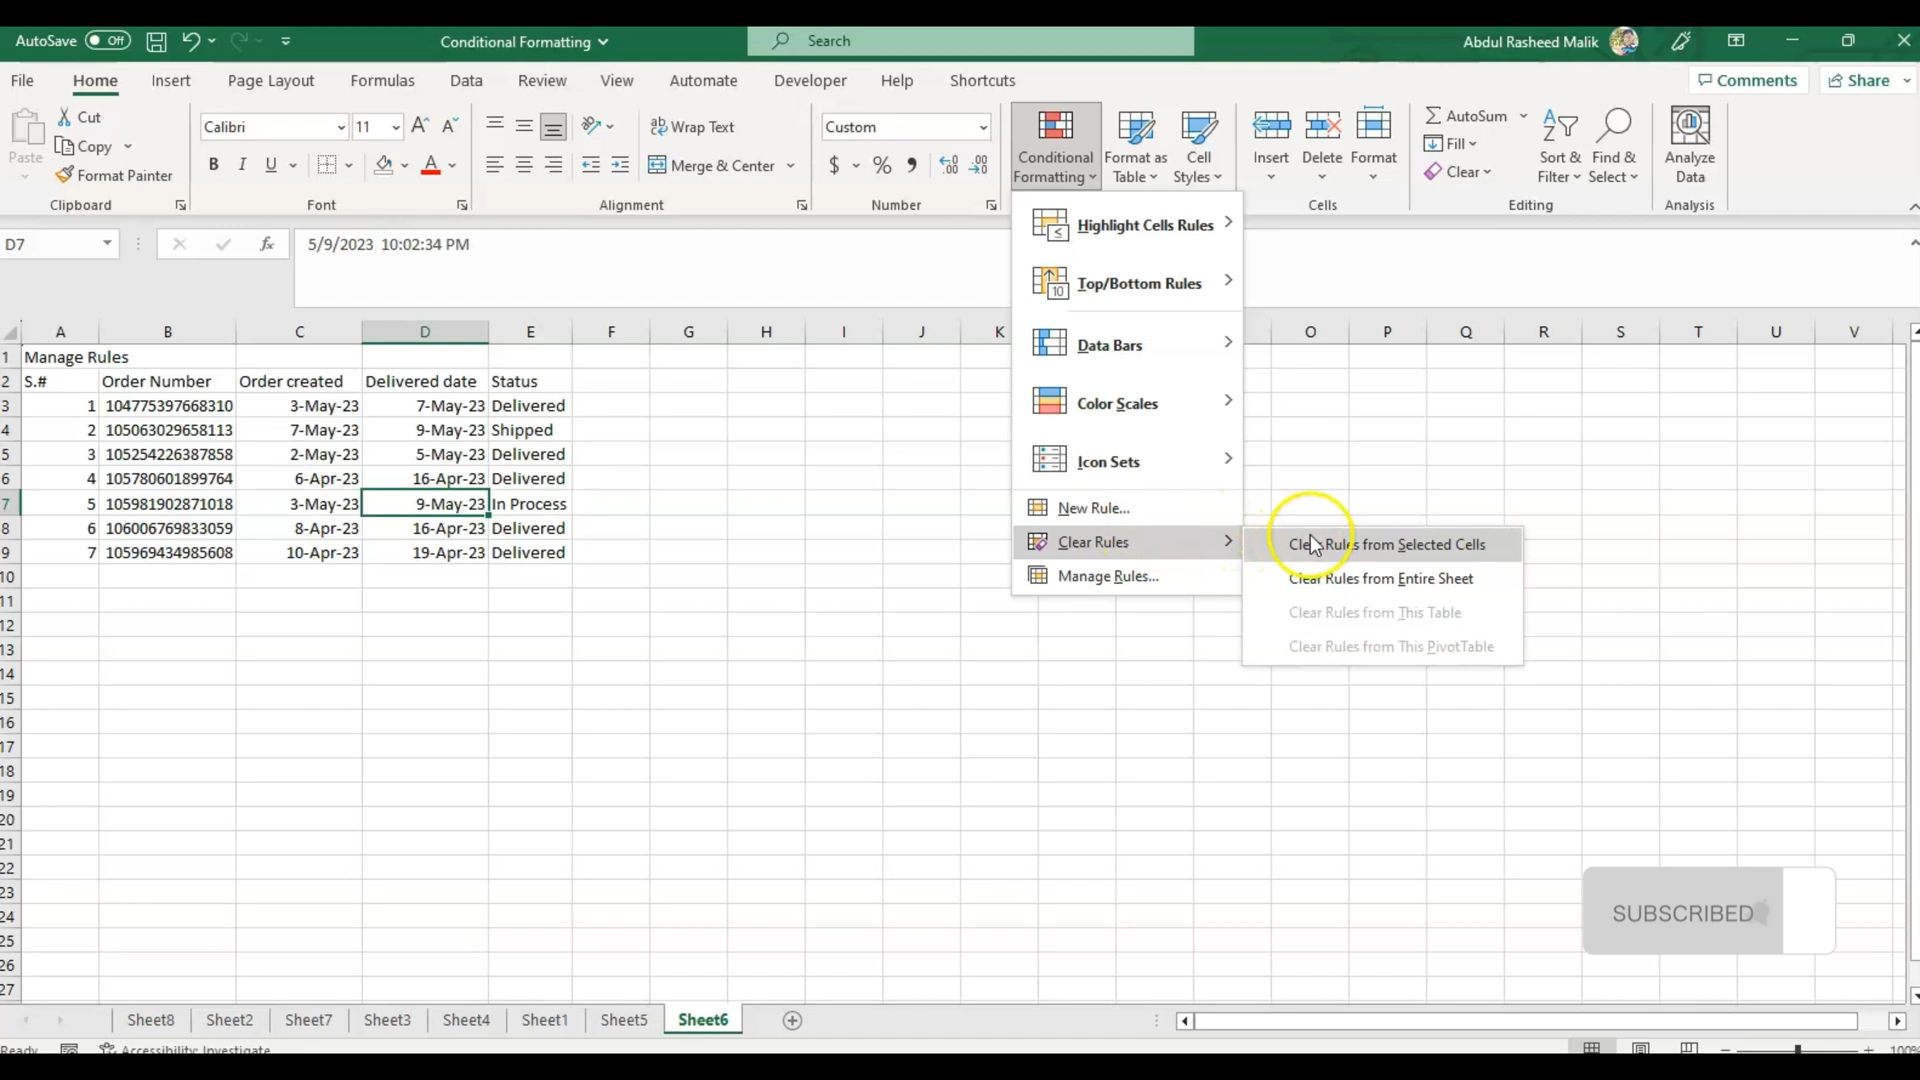 AutoSave Off Conditional Formatting Search Abdul Rasheed Malik
File Home Insert Page Layout Formulas Data Review View Automate Developer Help Shortcuts Comments Share
Paste Cut Copy Format Painter
Clipboard
Calibri 11 B I U A
Font
Wrap Text
Merge & Center
Alignment
Custom
$ % ,
Number
Conditional Formatting
Format as Table
Cell Styles
Insert Delete Format
Cells
AutoSum
Fill
Clear
Sort & Filter
Find & Select
Editing
Analyze Data
Analysis
D7 fx 5/9/2023 10:02:34 PM
Highlight Cells Rules
Top/Bottom Rules
Data Bars
Color Scales
Icon Sets
New Rule...
Clear Rules
Manage Rules...
Clear Rules from Selected Cells
Clear Rules from Entire Sheet
Clear Rules from This Table
Clear Rules from This PivotTable
A B C D E F G H I J K O P Q R S T U V
1 Manage Rules
2 S.# Order Number Order created Delivered date Status
3 1 104775397668310 3-May-23 7-May-23 Delivered
4 2 105063029658113 7-May-23 9-May-23 Shipped
5 3 105254226387858 2-May-23 5-May-23 Delivered
6 4 105780601899764 6-Apr-23 16-Apr-23 Delivered
7 5 105981902871018 3-May-23 9-May-23 In Process
8 6 106006769833059 8-Apr-23 16-Apr-23 Delivered
9 7 105969434985608 10-Apr-23 19-Apr-23 Delivered
10
11
12
13
14
15
16
17
18
19
20
21
22
23
24
25
26
27
SUBSCRIBED
Sheet8 Sheet2 Sheet7 Sheet3 Sheet4 Sheet1 Sheet5 Sheet6
Ready Accessibility: Investigate 100%